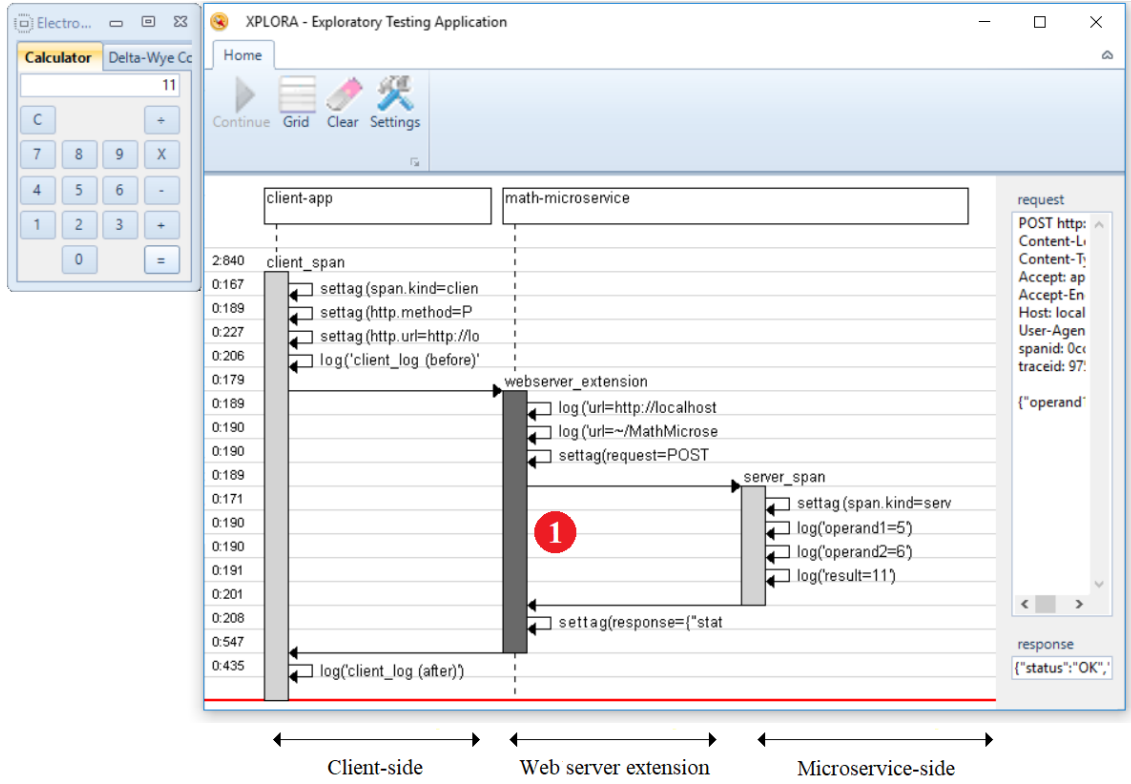 Electro...
Calculator Delta-Wye Cc
11
C ÷
7 8 9 X
4 5 6 -
1 2 3 +
0 =
XPLORA - Exploratory Testing Application
Home
Continue Grid Clear Settings
client-app math-microservice
2:840 client_span
0:167 settag(span.kind=clien
0:189 settag(http.method=P
0:227 settag(http.url=http://lo
0:206 log('client_log (before)'
0:179 webserver_extension
0:189 log('url=http://localhost
0:190 log('url=~/MathMicrose
0:190 settag(request=POST
0:189 server_span
0:171 settag(span.kind=serv
0:190 log('operand1=5')
0:190 log('operand2=6')
0:191 log('result=11')
0:201
0:208 settag(response={"stat
0:547
0:435 log('client_log (after)')
1
request
POST http:
Content-L
Content-T
Accept: ap
Accept-En
Host: local
User-Agen
spanid: 0c
traceid: 97
{"operand
response
{"status":"OK",'
Client-side Web server extension Microservice-side